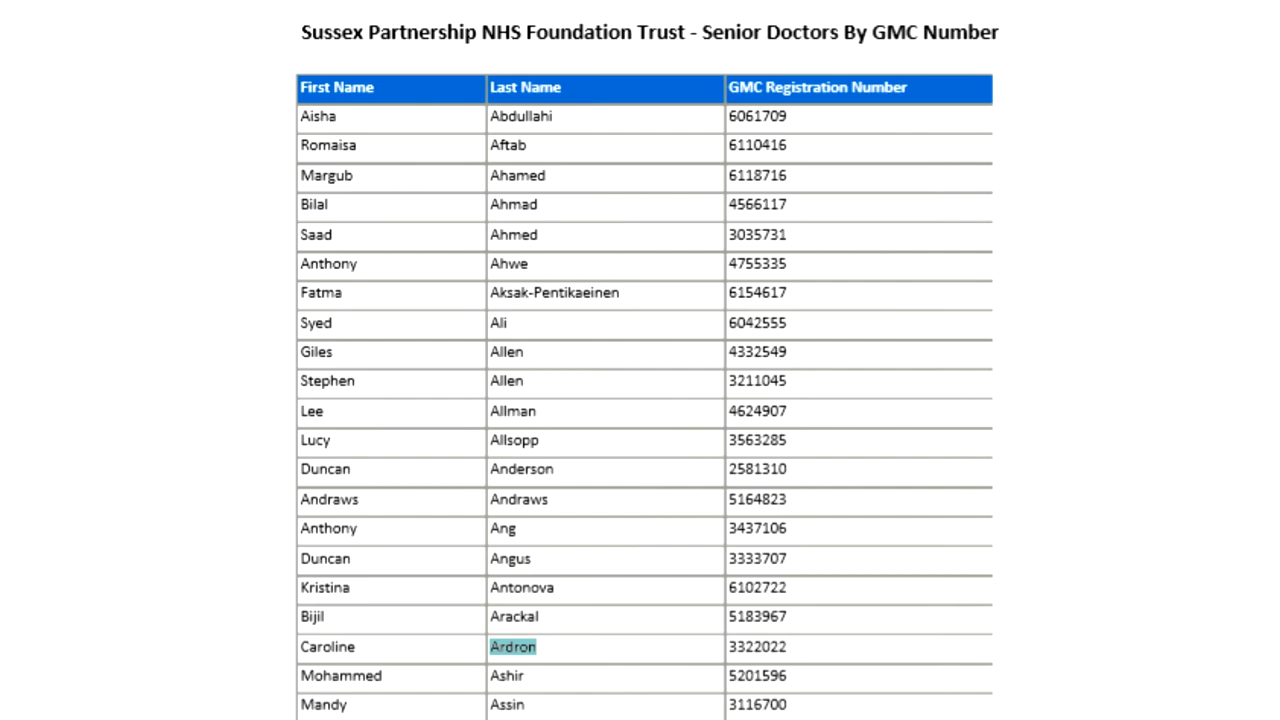 Sussex Partnership NHS Foundation Trust - Senior Doctors By GMC Number
First Name Last Name GMC Registration Number
Aisha Abdullahi 6061709
Romaisa Aftab 6110416
Margub Ahamed 6118716
Bilal Ahmad 4566117
Saad Ahmed 3035731
Anthony Ahwe 4755335
Fatma Aksak-Pentikaeinen 6154617
Syed Ali 6042555
Giles Allen 4332549
Stephen Allen 3211045
Lee Allman 4624907
Lucy Allsopp 3563285
Duncan Anderson 2581310
Andraws Andraws 5164823
Anthony Ang 3437106
Duncan Angus 3333707
Kristina Antonova 6102722
Bijil Arackal 5183967
Caroline Ardron 3322022
Mohammed Ashir 5201596
Mandy Assin 3116700